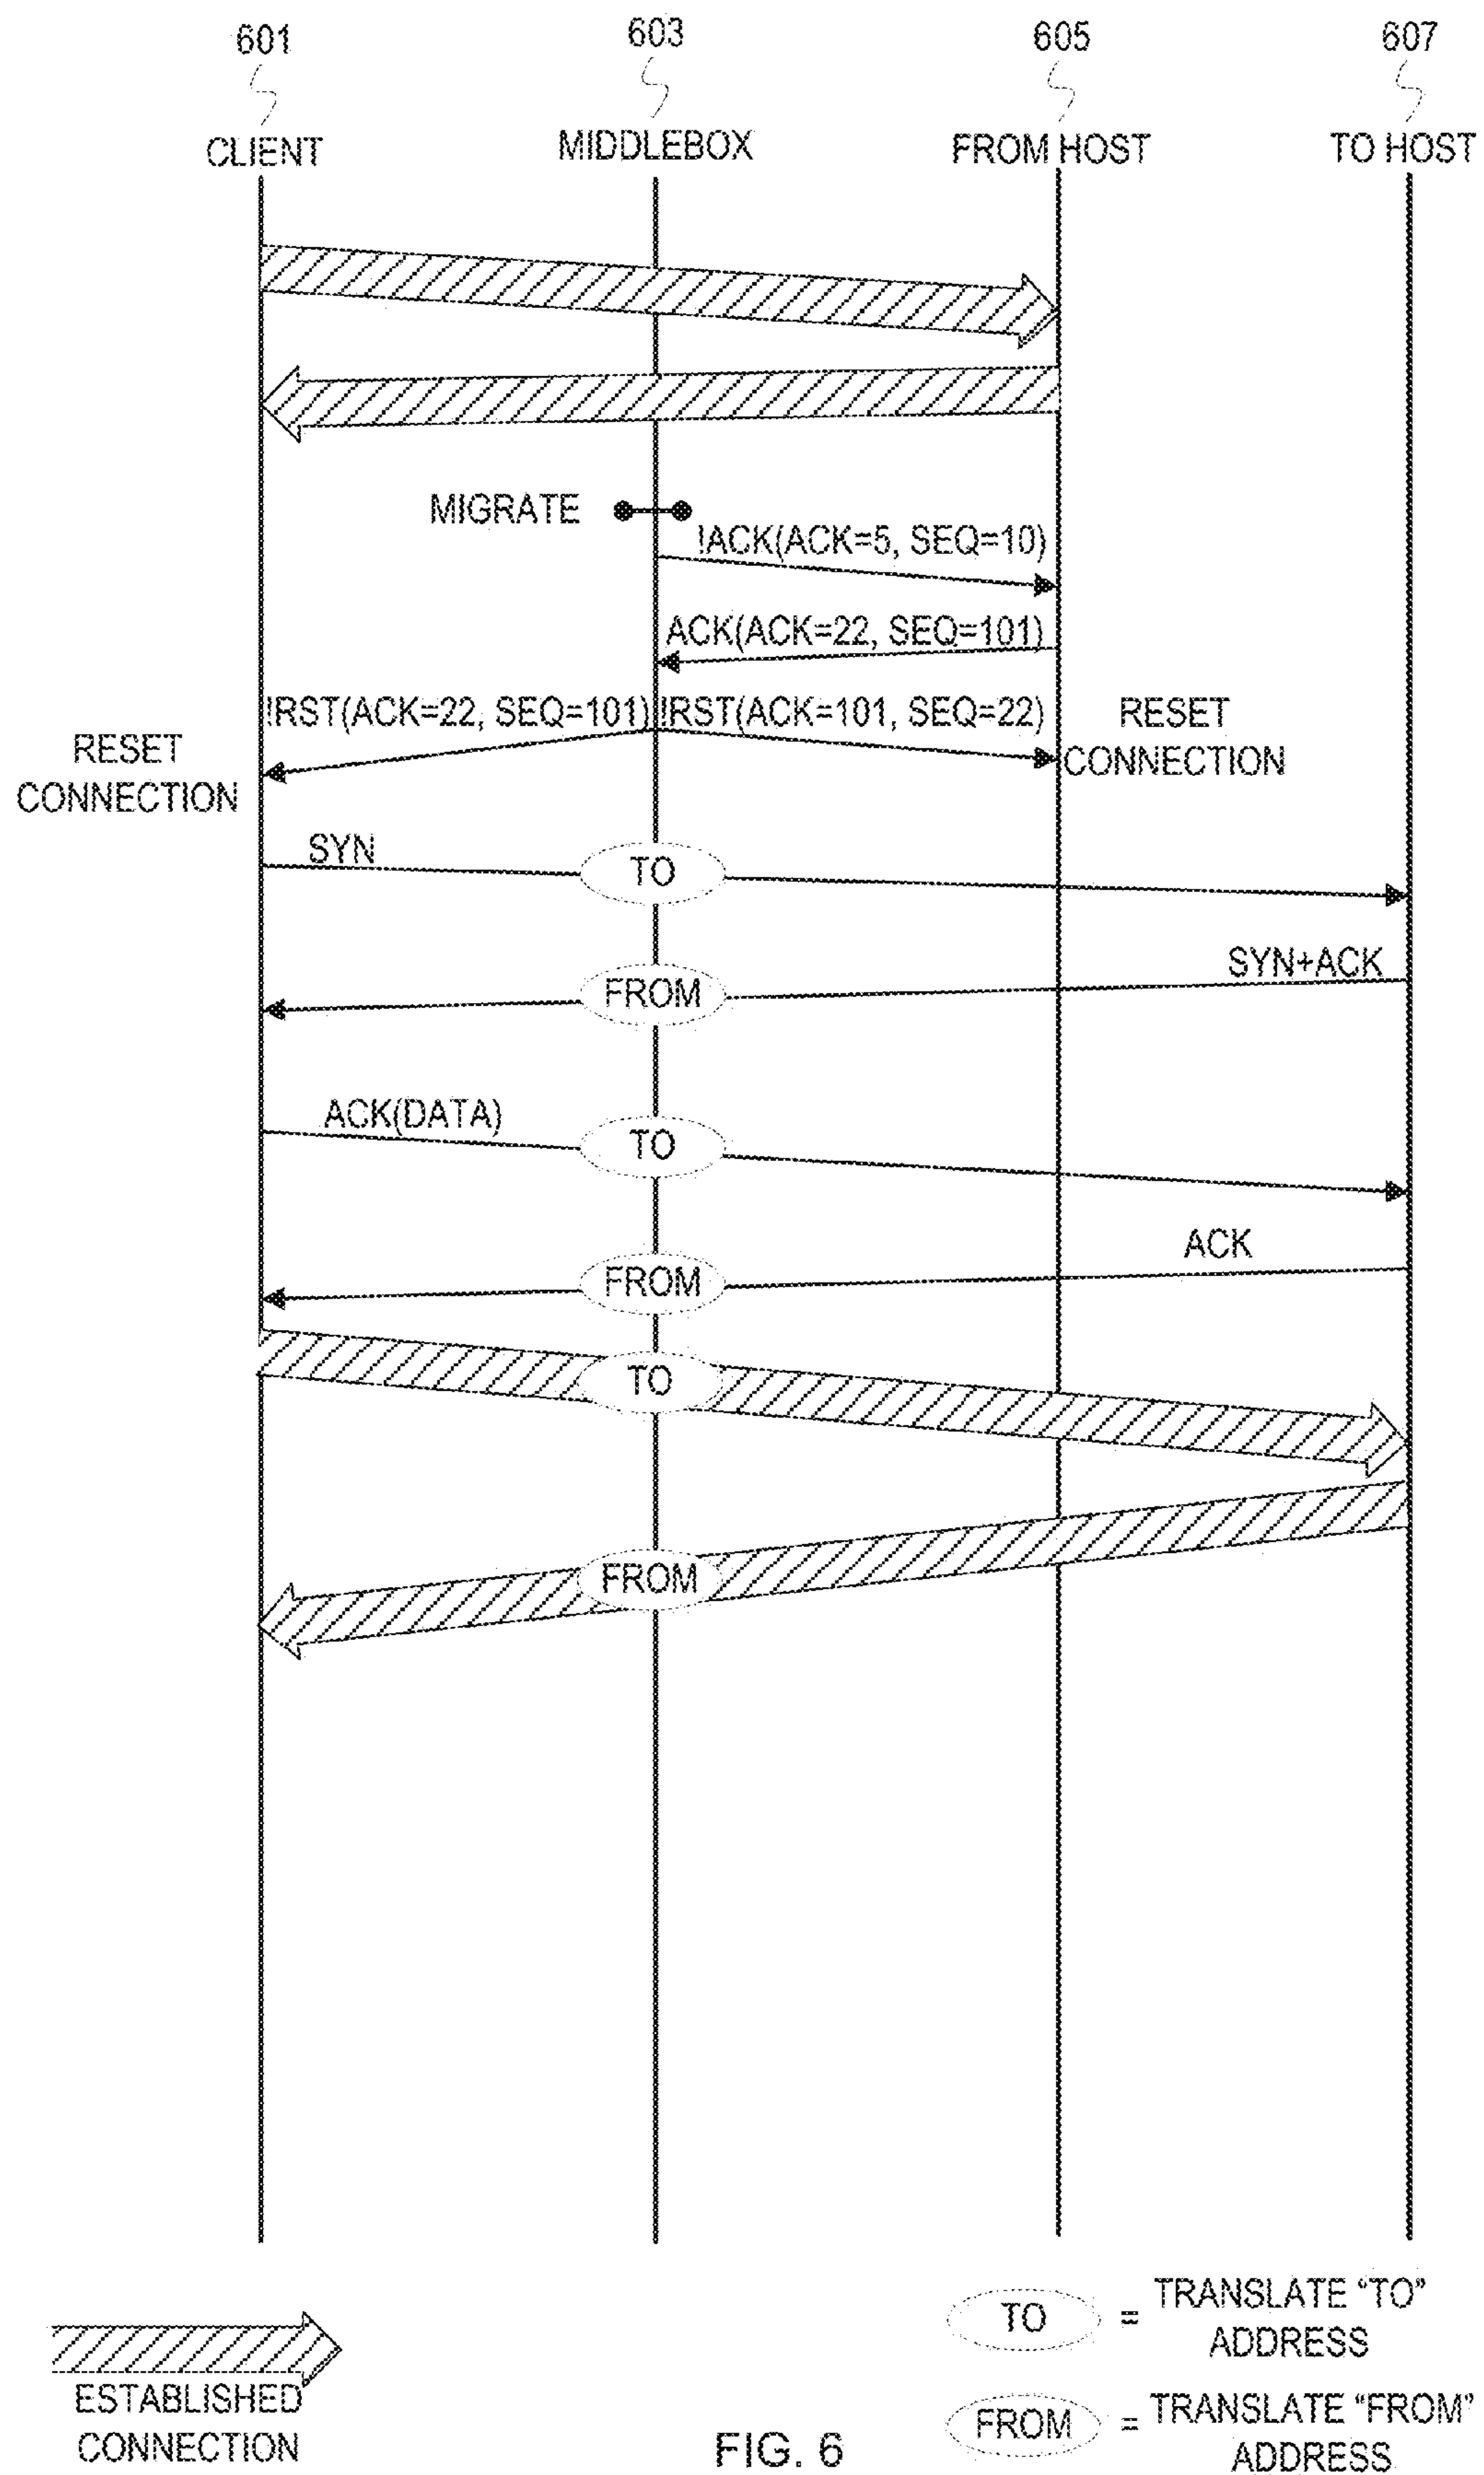 601 603 605 607
CLIENT MIDDLEBOX FROM HOST TO HOST
MIGRATE
!ACK(ACK=5, SEQ=10)
ACK(ACK=22, SEQ=101)
!RST(ACK=22, SEQ=101) !RST(ACK=101, SEQ=22)
RESET
CONNECTION
RESET
CONNECTION
SYN
TO
SYN+ACK
FROM
ACK(DATA)
TO
ACK
FROM
TO
FROM
ESTABLISHED
CONNECTION
TO = TRANSLATE "TO"
ADDRESS
FROM = TRANSLATE "FROM"
ADDRESS
FIG. 6